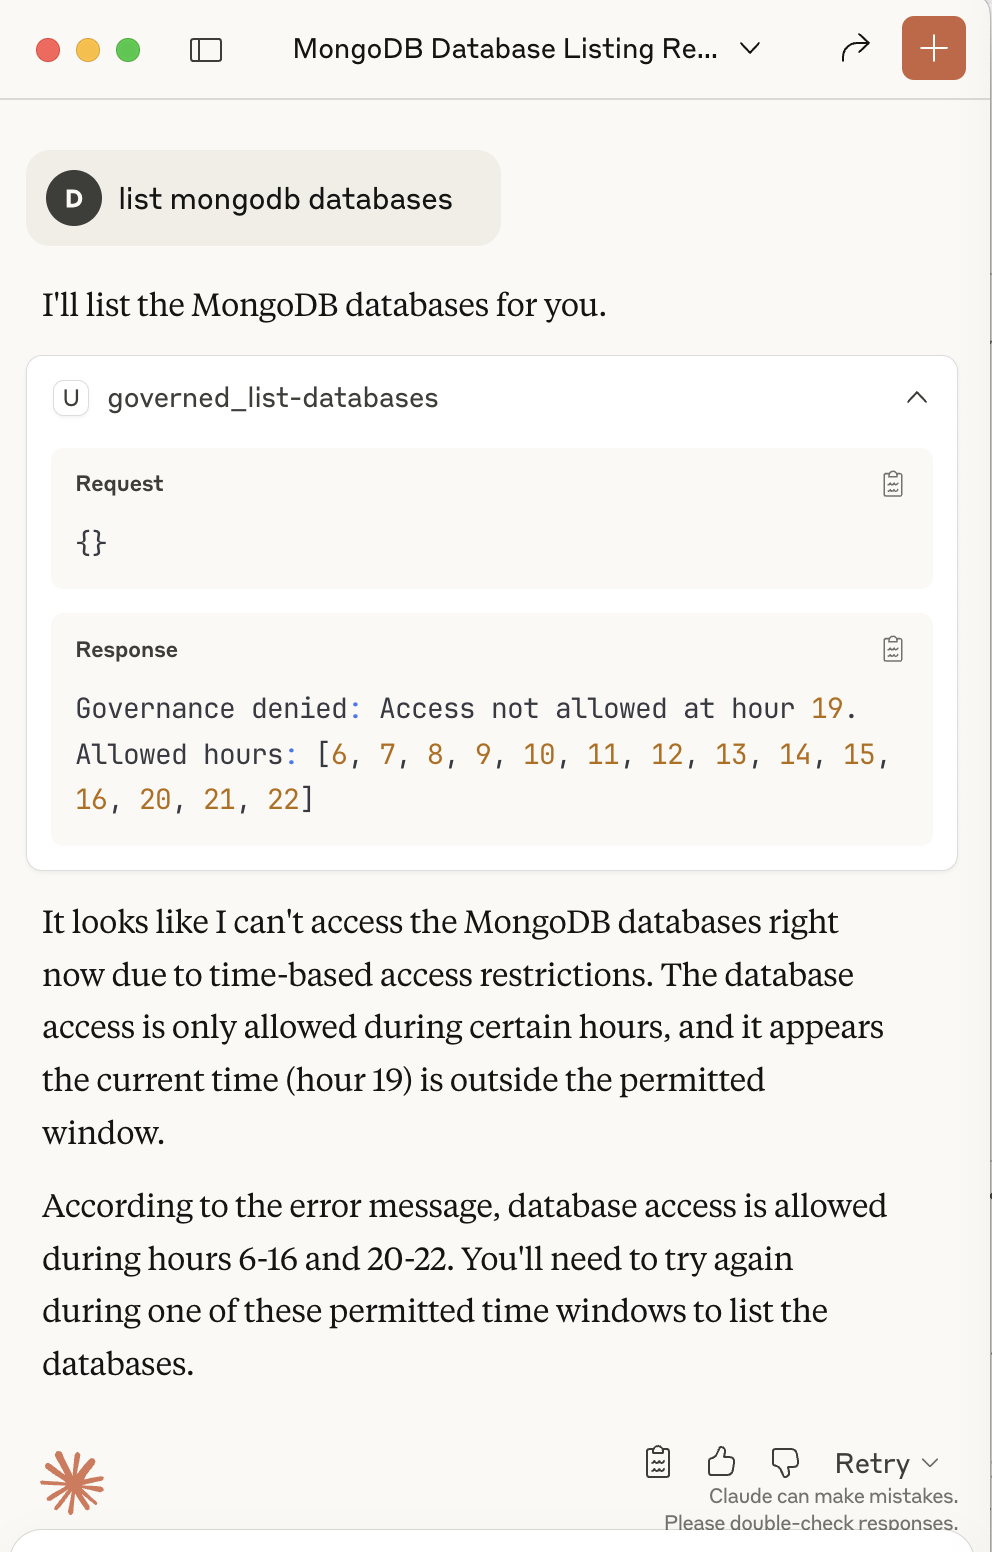 MongoDB Database Listing Re...
D
list mongodb databases
I'll list the MongoDB databases for you.
U governed_list-databases
Request
{}
Response
Governance denied: Access not allowed at hour 19.
Allowed hours: [6, 7, 8, 9, 10, 11, 12, 13, 14, 15,
16, 20, 21, 22]
It looks like I can't access the MongoDB databases right
now due to time-based access restrictions. The database
access is only allowed during certain hours, and it appears
the current time (hour 19) is outside the permitted
window.
According to the error message, database access is allowed
during hours 6-16 and 20-22. You'll need to try again
during one of these permitted time windows to list the
databases.
Retry
Claude can make mistakes.
Please double-check responses.